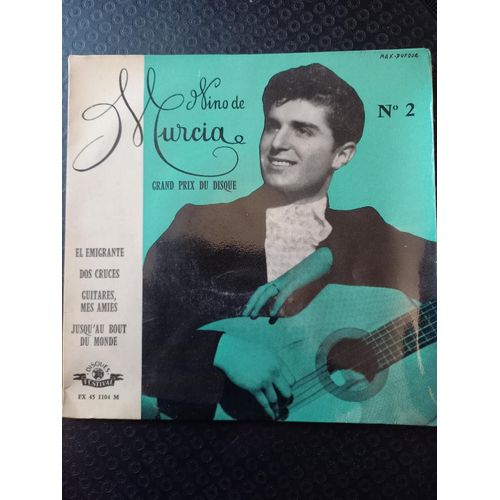 MAX-DUFOUR
Nino de
Murcia
Nº 2
GRAND PRIX DU DISQUE
EL EMIGRANTE
DOS CRUCES
GUITARES,
MES AMIES
JUSQU'AU BOUT
DU MONDE
DISQUES
FESTIVAL
FX 45 1104 M